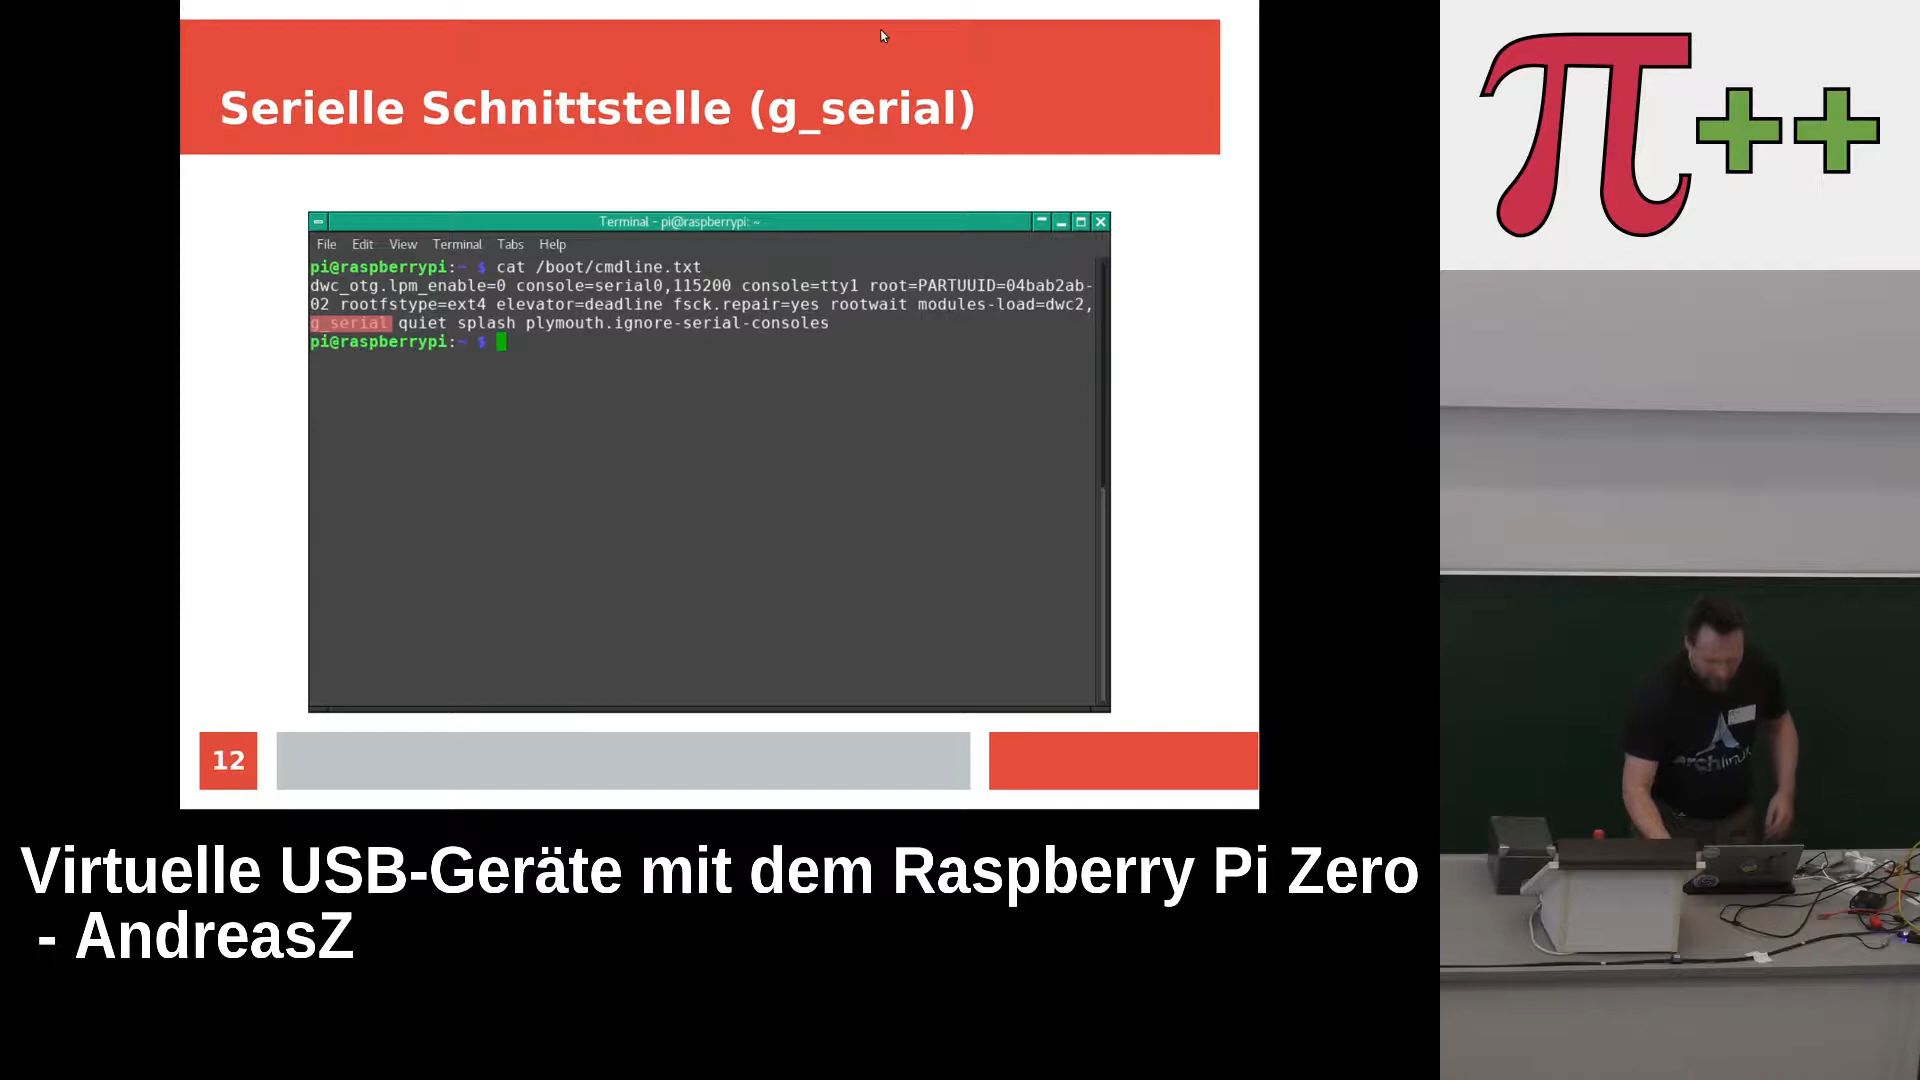 Serielle Schnittstelle (g_serial)
Terminal - pi@raspberrypi: ~
File Edit View Terminal Tabs Help
pi@raspberrypi:~ $ cat /boot/cmdline.txt
dwc_otg.lpm_enable=0 console=serial0,115200 console=tty1 root=PARTUUID=04bab2ab-
02 rootfstype=ext4 elevator=deadline fsck.repair=yes rootwait modules-load=dwc2,
g_serial quiet splash plymouth.ignore-serial-consoles
pi@raspberrypi:~ $
12
π++
archlinux
Virtuelle USB-Geräte mit dem Raspberry Pi Zero
- AndreasZ